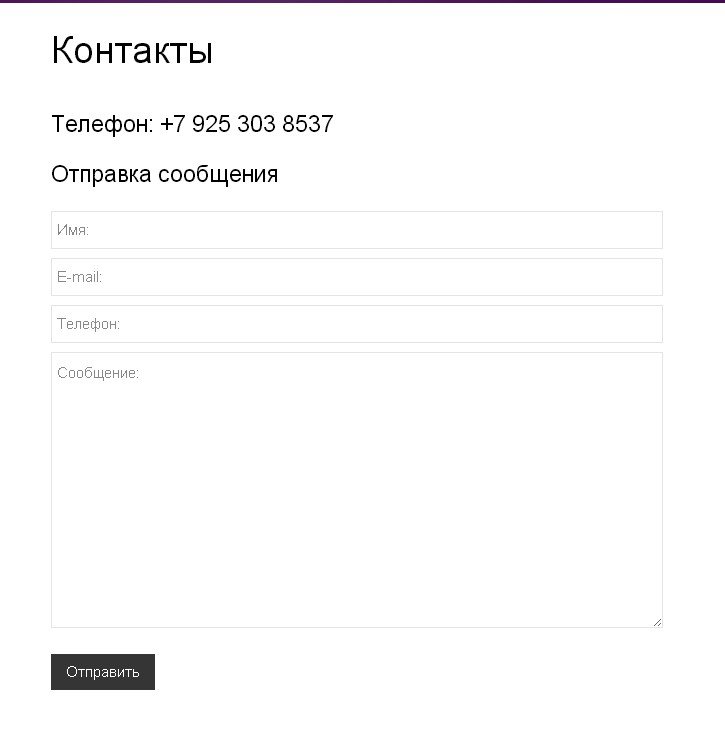 Контакты
Телефон: +7 925 303 8537
Отправка сообщения
Имя:
E-mail:
Телефон:
Сообщение:
Отправить